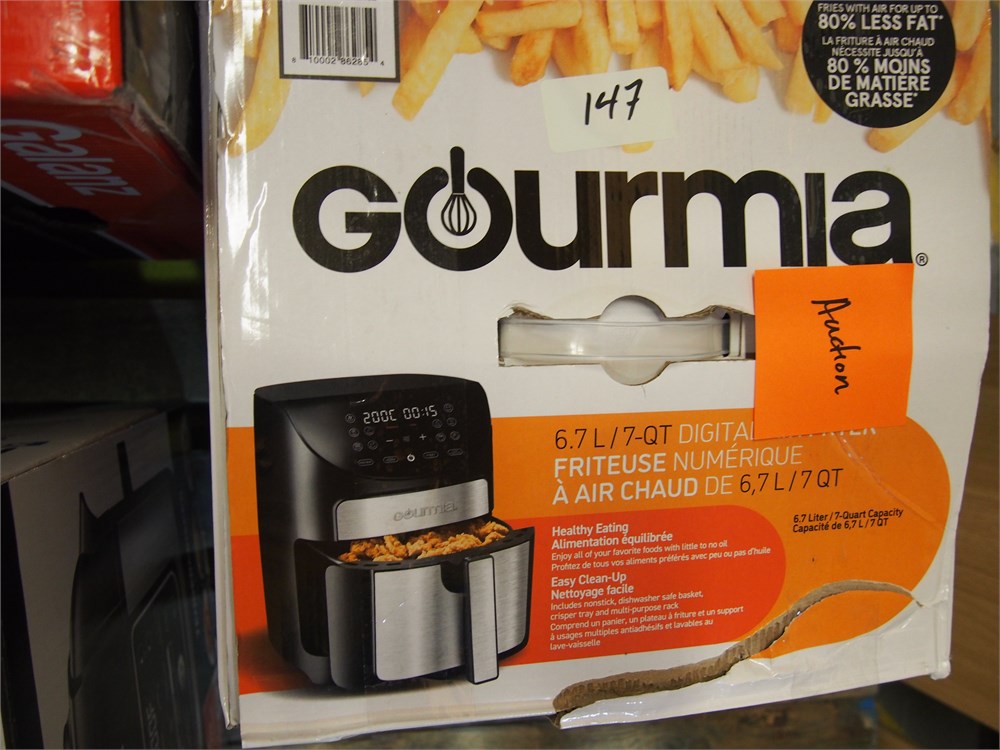 FRIES WITH AIR FOR UP TO
80% LESS FAT*
LA FRITURE À AIR CHAUD
NÉCESSITE JUSQU'À
80 % MOINS
DE MATIÈRE
GRASSE*
147
Galanz
GOURMIA®
Auction
200C 00:15
GOURMIA
6.7 L / 7-QT DIGITAL
FRITEUSE NUMÉRIQUE
À AIR CHAUD DE 6,7 L / 7 QT
6.7 Liter / 7-Quart Capacity
Capacité de 6,7 L / 7 QT
Healthy Eating
Alimentation équilibrée
Enjoy all of your favorite foods with little to no oil
Profitez de tous vos aliments préférés avec peu ou pas d'huile
Easy Clean-Up
Nettoyage facile
Includes nonstick, dishwasher safe basket,
crisper tray and multi-purpose rack
Comprend un panier, un plateau à friture et un support
à usages multiples antiadhésifs et lavables au
lave-vaisselle